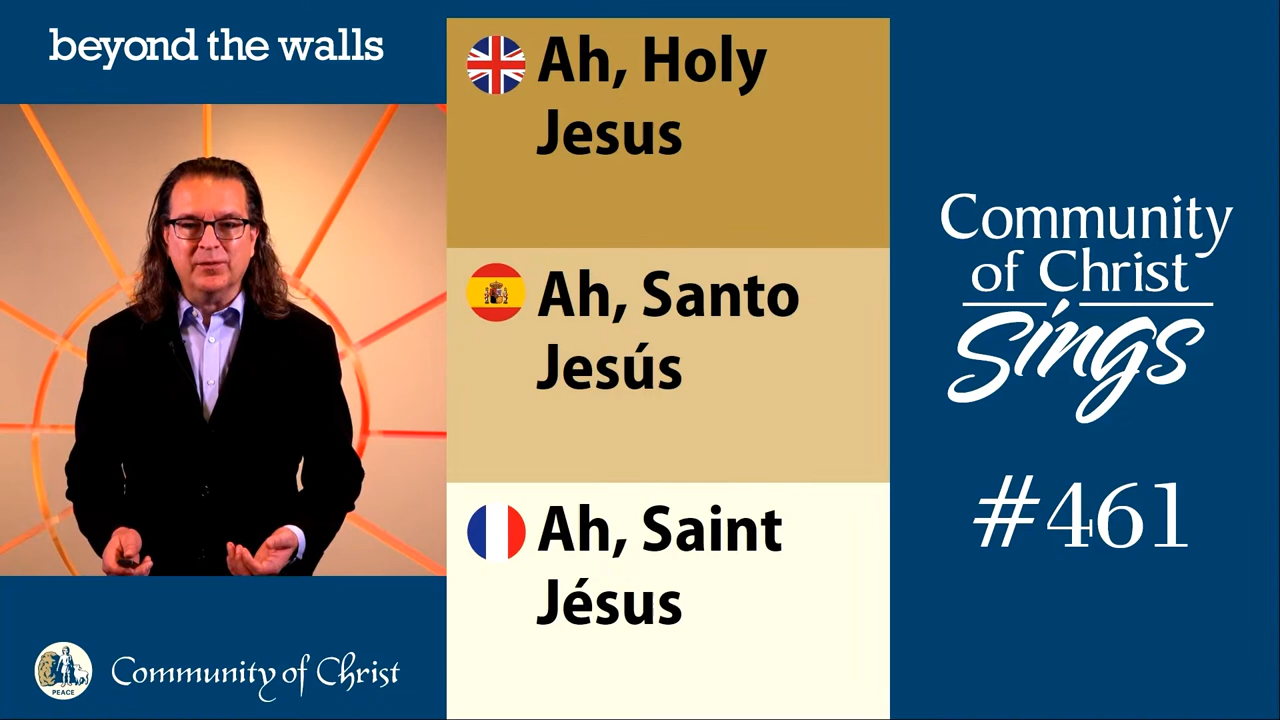 beyond the walls
Ah, Holy
Jesus
Ah, Santo
Jesús
Ah, Saint
Jésus
Community
of Christ
Sings
#461
PEACE
Community of Christ